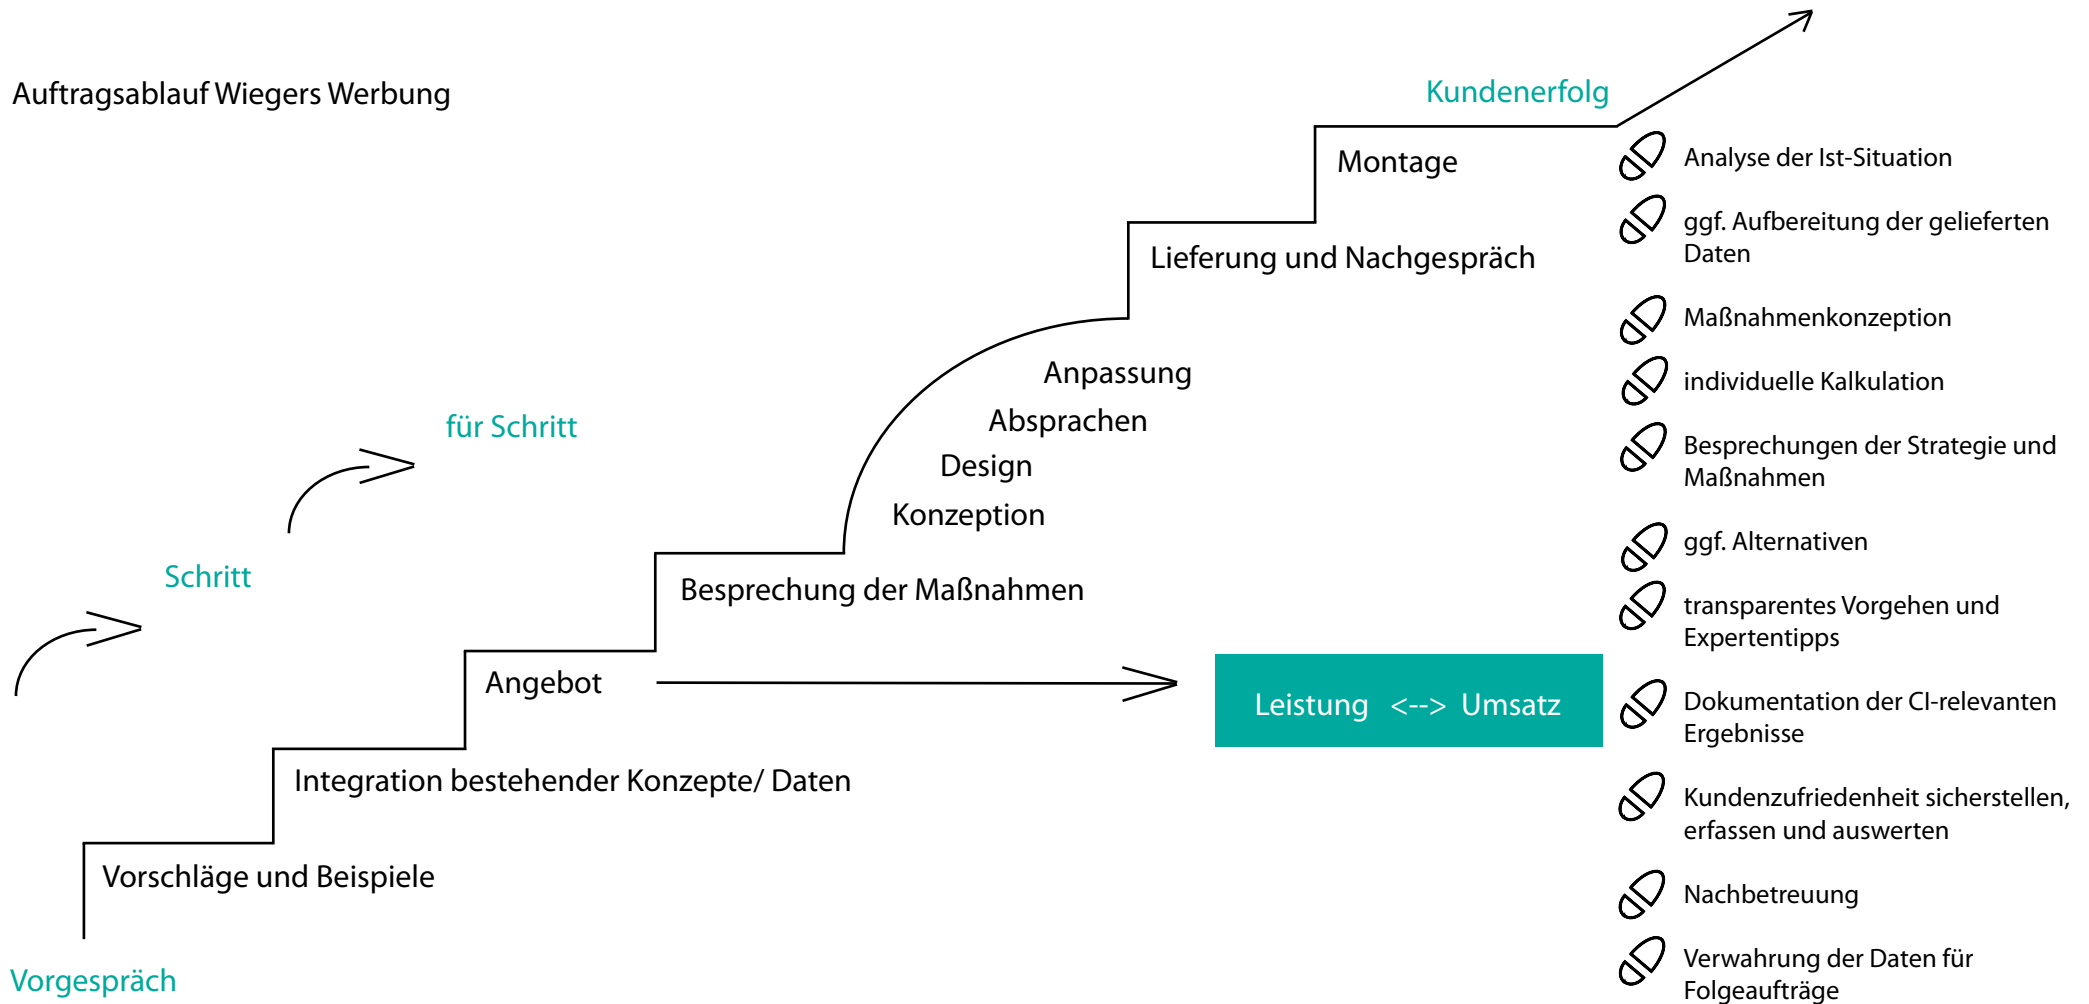 Auftragsablauf Wiegers Werbung
Kundenerfolg
Montage
Lieferung und Nachgespräch
Anpassung
Absprachen
Design
Konzeption
für Schritt
Schritt
Besprechung der Maßnahmen
Angebot
Leistung <--> Umsatz
Integration bestehender Konzepte/ Daten
Vorschläge und Beispiele
Vorgespräch
Analyse der Ist-Situation
ggf. Aufbereitung der gelieferten
Daten
Maßnahmenkonzeption
individuelle Kalkulation
Besprechungen der Strategie und
Maßnahmen
ggf. Alternativen
transparentes Vorgehen und
Expertentipps
Dokumentation der CI-relevanten
Ergebnisse
Kundenzufriedenheit sicherstellen,
erfassen und auswerten
Nachbetreuung
Verwahrung der Daten für
Folgeaufträge